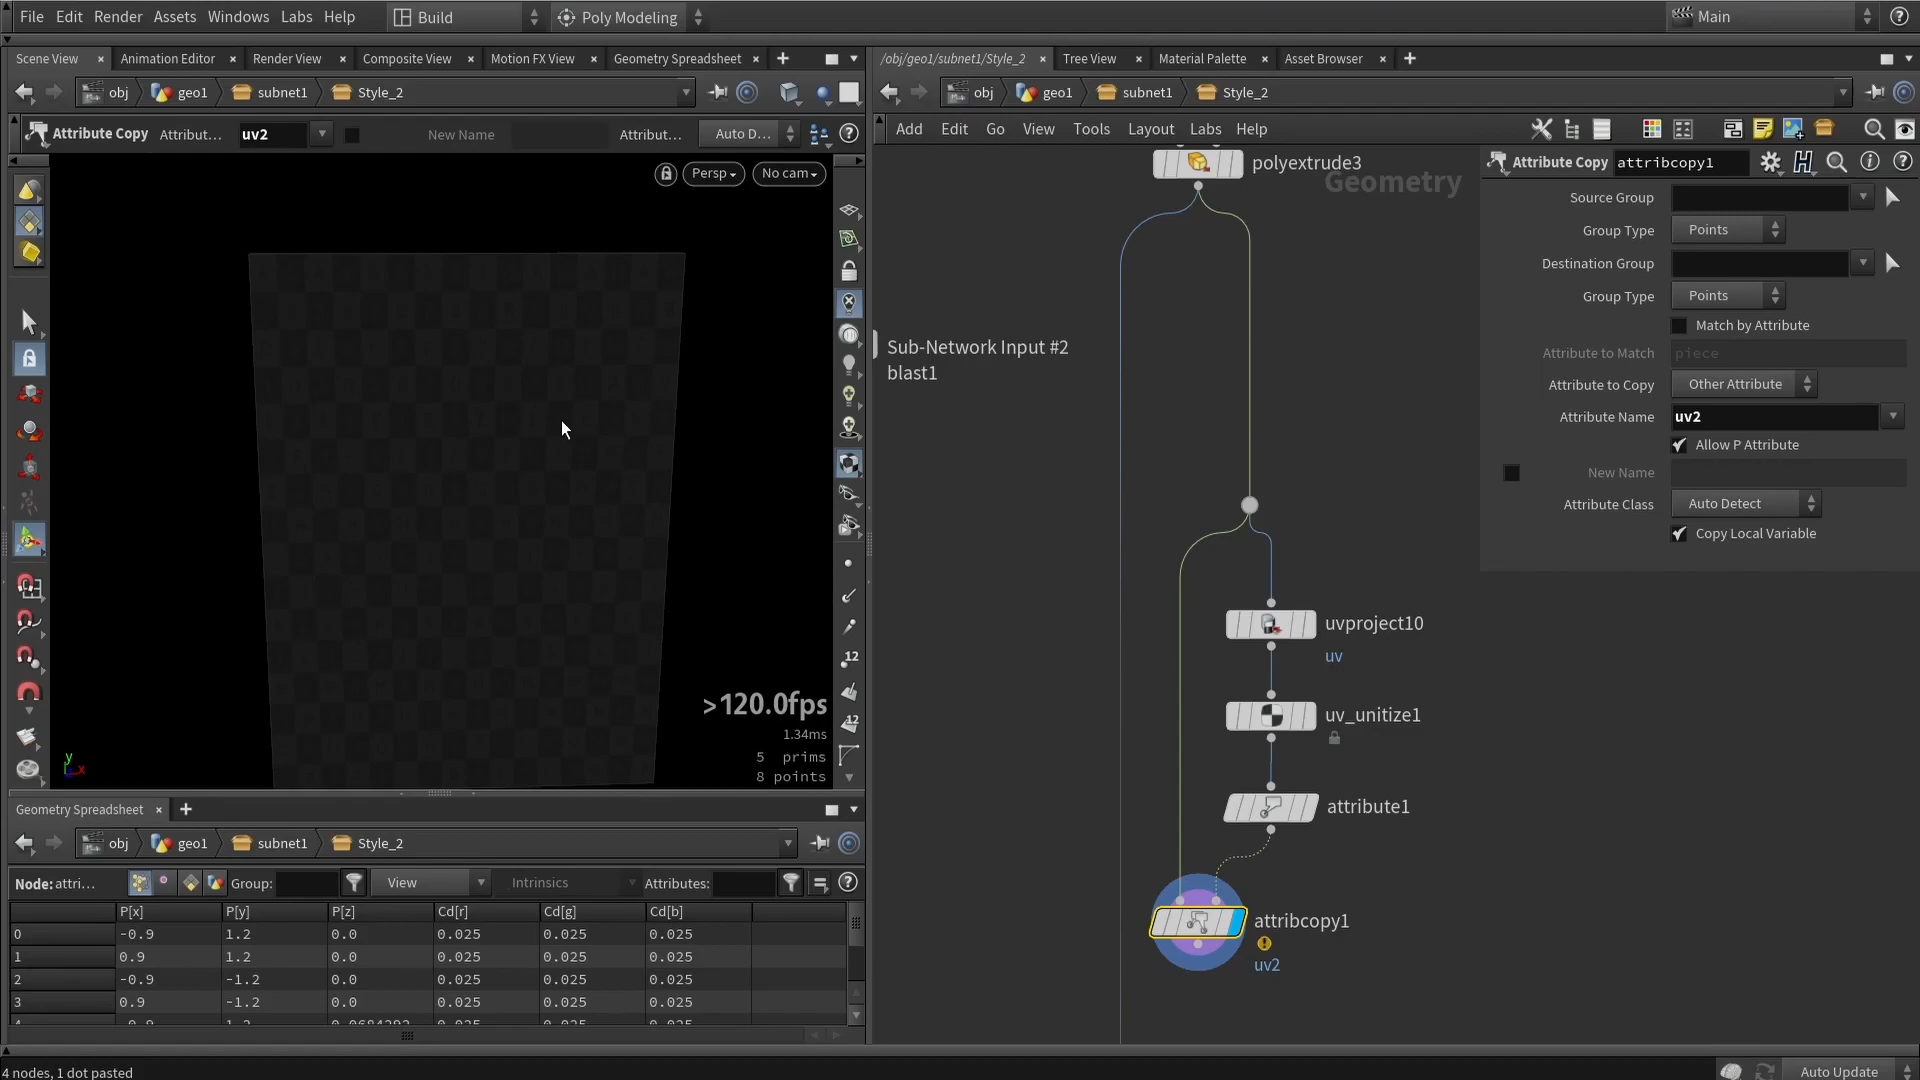 File Edit Render Assets Windows Labs Help Build Poly Modeling Main
Scene View Animation Editor Render View Composite View Motion FX View Geometry Spreadsheet
obj geo1 subnet1 Style_2
Attribute Copy Attribut... uv2 New Name Attribut... Auto D...
Persp No cam
>120.0fps
1.34ms
5 prims
8 points
y
x
12
12
Geometry Spreadsheet
obj geo1 subnet1 Style_2
Node: attri... Group: View Intrinsics Attributes:
P[x] P[y] P[z] Cd[r] Cd[g] Cd[b]
0 -0.9 1.2 0.0 0.025 0.025 0.025
1 0.9 1.2 0.0 0.025 0.025 0.025
2 -0.9 -1.2 0.0 0.025 0.025 0.025
3 0.9 -1.2 0.0 0.025 0.025 0.025
/obj/geo1/subnet1/Style_2 Tree View Material Palette Asset Browser
obj geo1 subnet1 Style_2
Add Edit Go View Tools Layout Labs Help
polyextrude3
Geometry
Sub-Network Input #2
blast1
uvproject10
uv
uv_unitize1
attribute1
attribcopy1
uv2
Attribute Copy attribcopy1
Source Group
Group Type Points
Destination Group
Group Type Points
Match by Attribute
Attribute to Match piece
Attribute to Copy Other Attribute
Attribute Name uv2
Allow P Attribute
New Name
Attribute Class Auto Detect
Copy Local Variable
4 nodes, 1 dot pasted
Auto Update